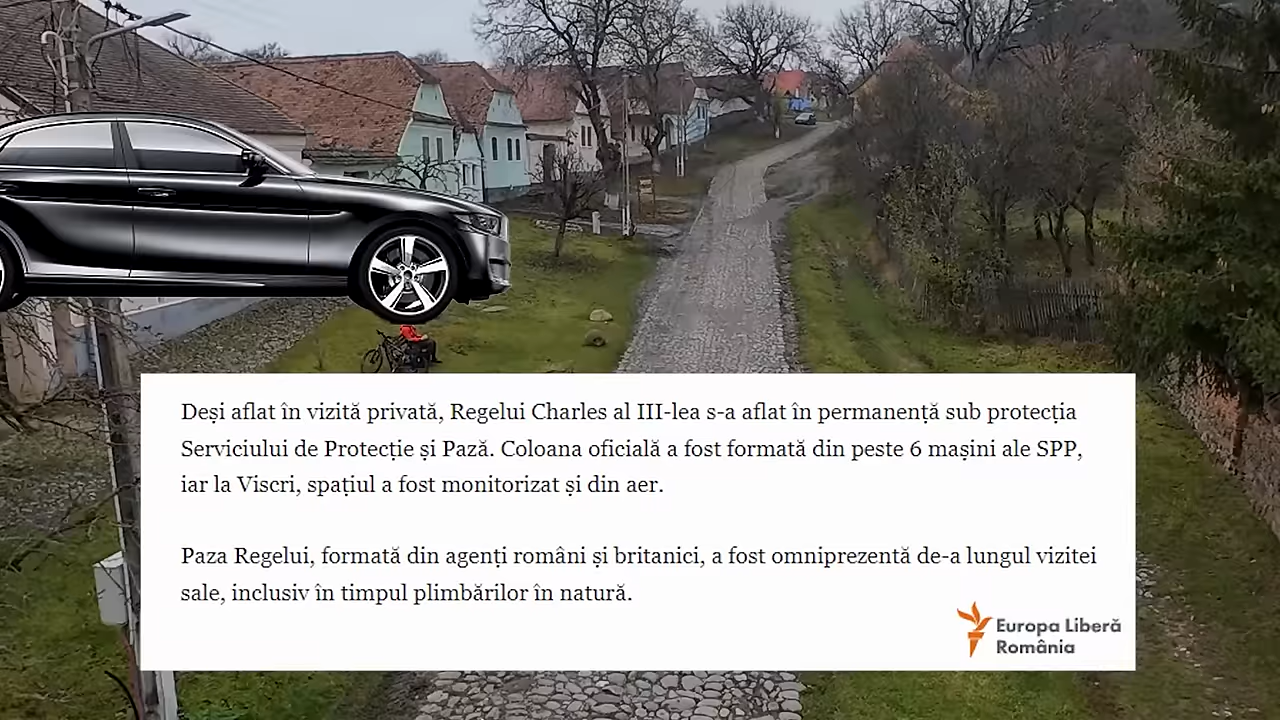 Deși aflat în vizită privată, Regelui Charles al III-lea s-a aflat în permanență sub protecția
Serviciului de Protecție și Pază. Coloana oficială a fost formată din peste 6 mașini ale SPP,
iar la Viscri, spațiul a fost monitorizat și din aer.
Paza Regelui, formată din agenți români și britanici, a fost omniprezentă de-a lungul vizitei
sale, inclusiv în timpul plimbărilor în natură.
Europa Liberă
România